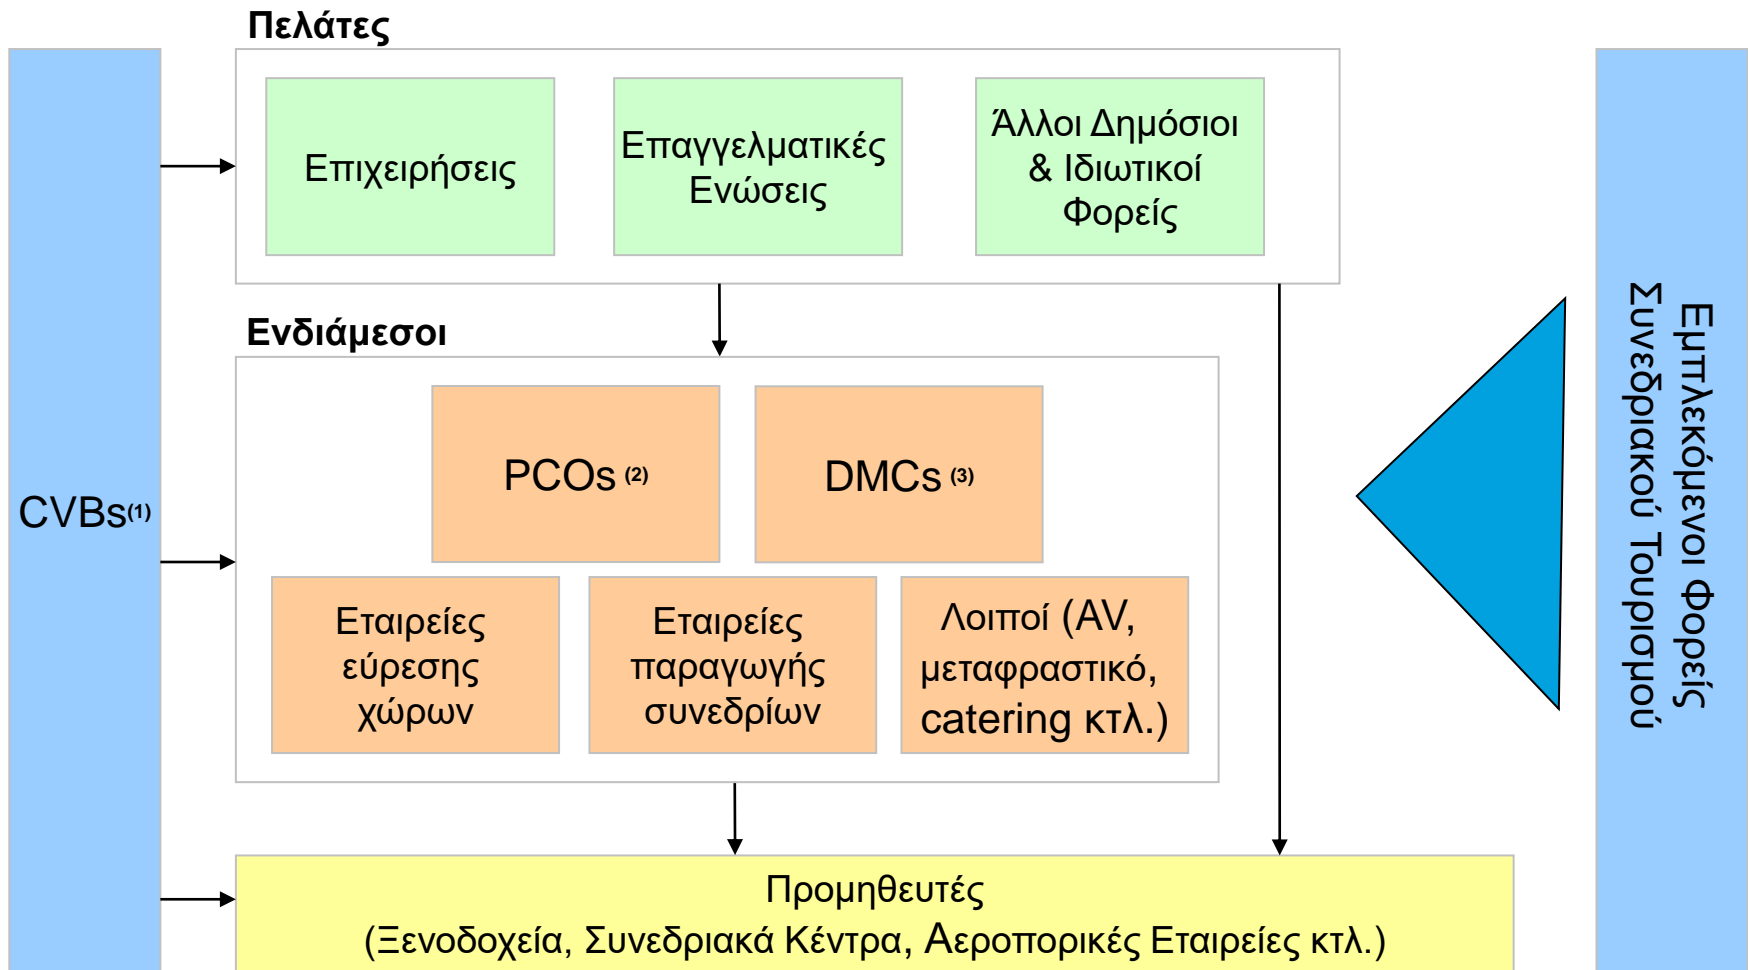 Πελάτες
Επιχειρήσεις
Επαγγελματικές
Ενώσεις
Άλλοι Δημόσιοι
& Ιδιωτικοί
Φορείς
Ενδιάμεσοι
PCOs (2)
DMCs (3)
CVBs(1)
Εταιρείες
εύρεσης
χώρων
Εταιρείες
παραγωγής
συνεδρίων
Λοιποί (AV,
μεταφραστικό,
catering κτλ.)
Προμηθευτές
(Ξενοδοχεία, Συνεδριακά Κέντρα, Αεροπορικές Εταιρείες κτλ.)
Εμπλεκόμενοι Φορείς
Συνεδριακού Τουρισμού